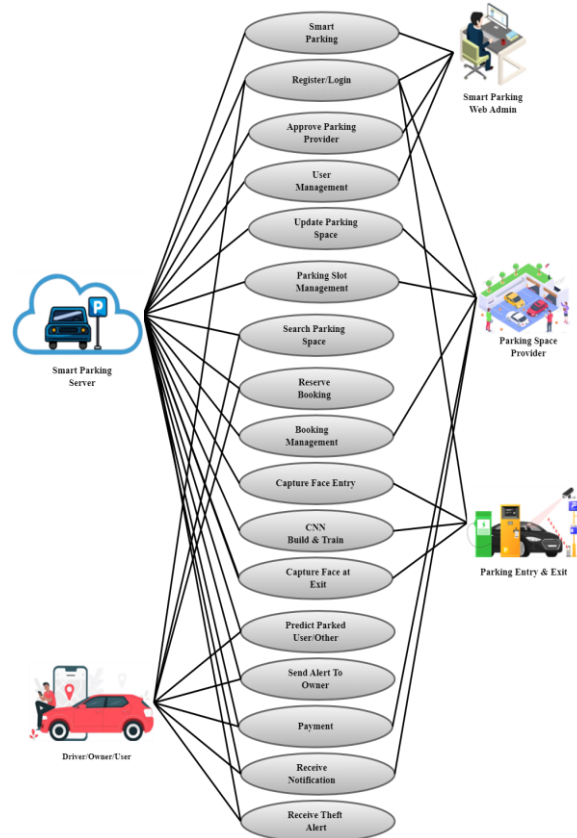 Smart
Parking
Register/Login
Approve Parking
Provider
User
Management
Update Parking
Space
Parking Slot
Management
Search Parking
Space
Reserve
Booking
Booking
Management
Capture Face Entry
CNN
Build & Train
Capture Face at
Exit
Predict Parked
User/Other
Send Alert To
Owner
Payment
Receive
Notification
Receive Theft
Alert
Smart Parking
Web Admin
Parking Space
Provider
Parking Entry & Exit
P
Smart Parking
Server
Driver/Owner/User